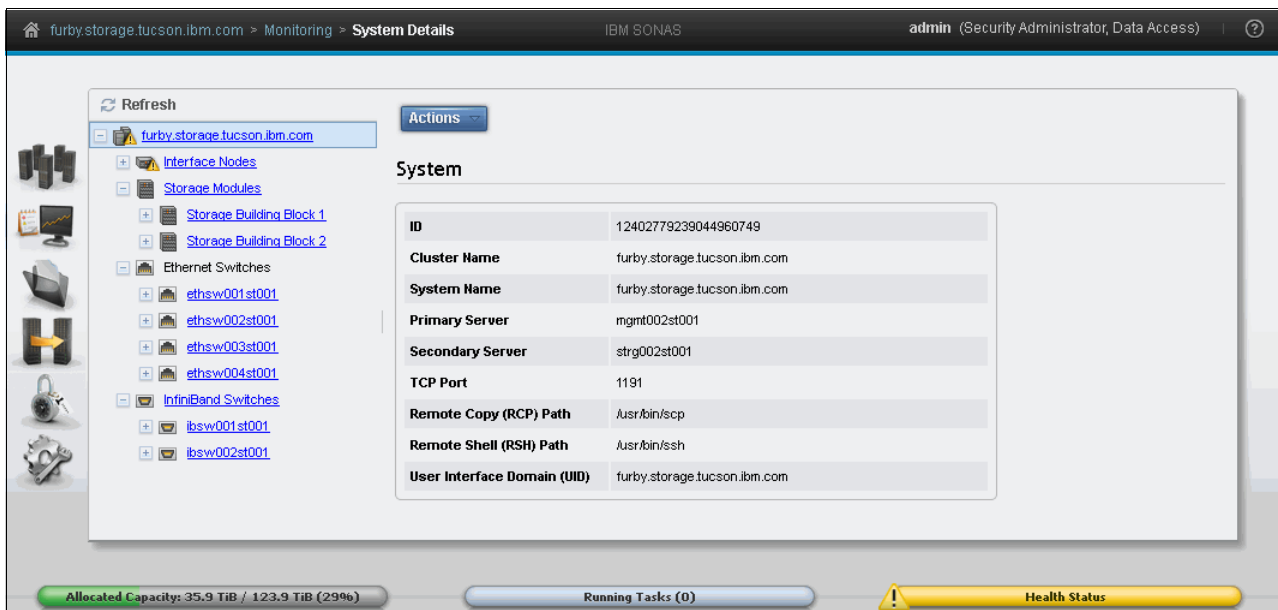 furby.storage.tucson.ibm.com > Monitoring > System Details
IBM SONAS
admin (Security Administrator, Data Access)
Refresh
furby.storage.tucson.ibm.com
Interface Nodes
Storage Modules
Storage Building Block 1
Storage Building Block 2
Ethernet Switches
ethsw001st001
ethsw002st001
ethsw003st001
ethsw004st001
InfiniBand Switches
ibsw001st001
ibsw002st001
Actions
System
ID 12402779239044960749
Cluster Name furby.storage.tucson.ibm.com
System Name furby.storage.tucson.ibm.com
Primary Server mgmt002st001
Secondary Server strg002st001
TCP Port 1191
Remote Copy (RCP) Path /usr/bin/scp
Remote Shell (RSH) Path /usr/bin/ssh
User Interface Domain (UID) furby.storage.tucson.ibm.com
Allocated Capacity: 35.9 TiB / 123.9 TiB (29%)
Running Tasks (0)
Health Status